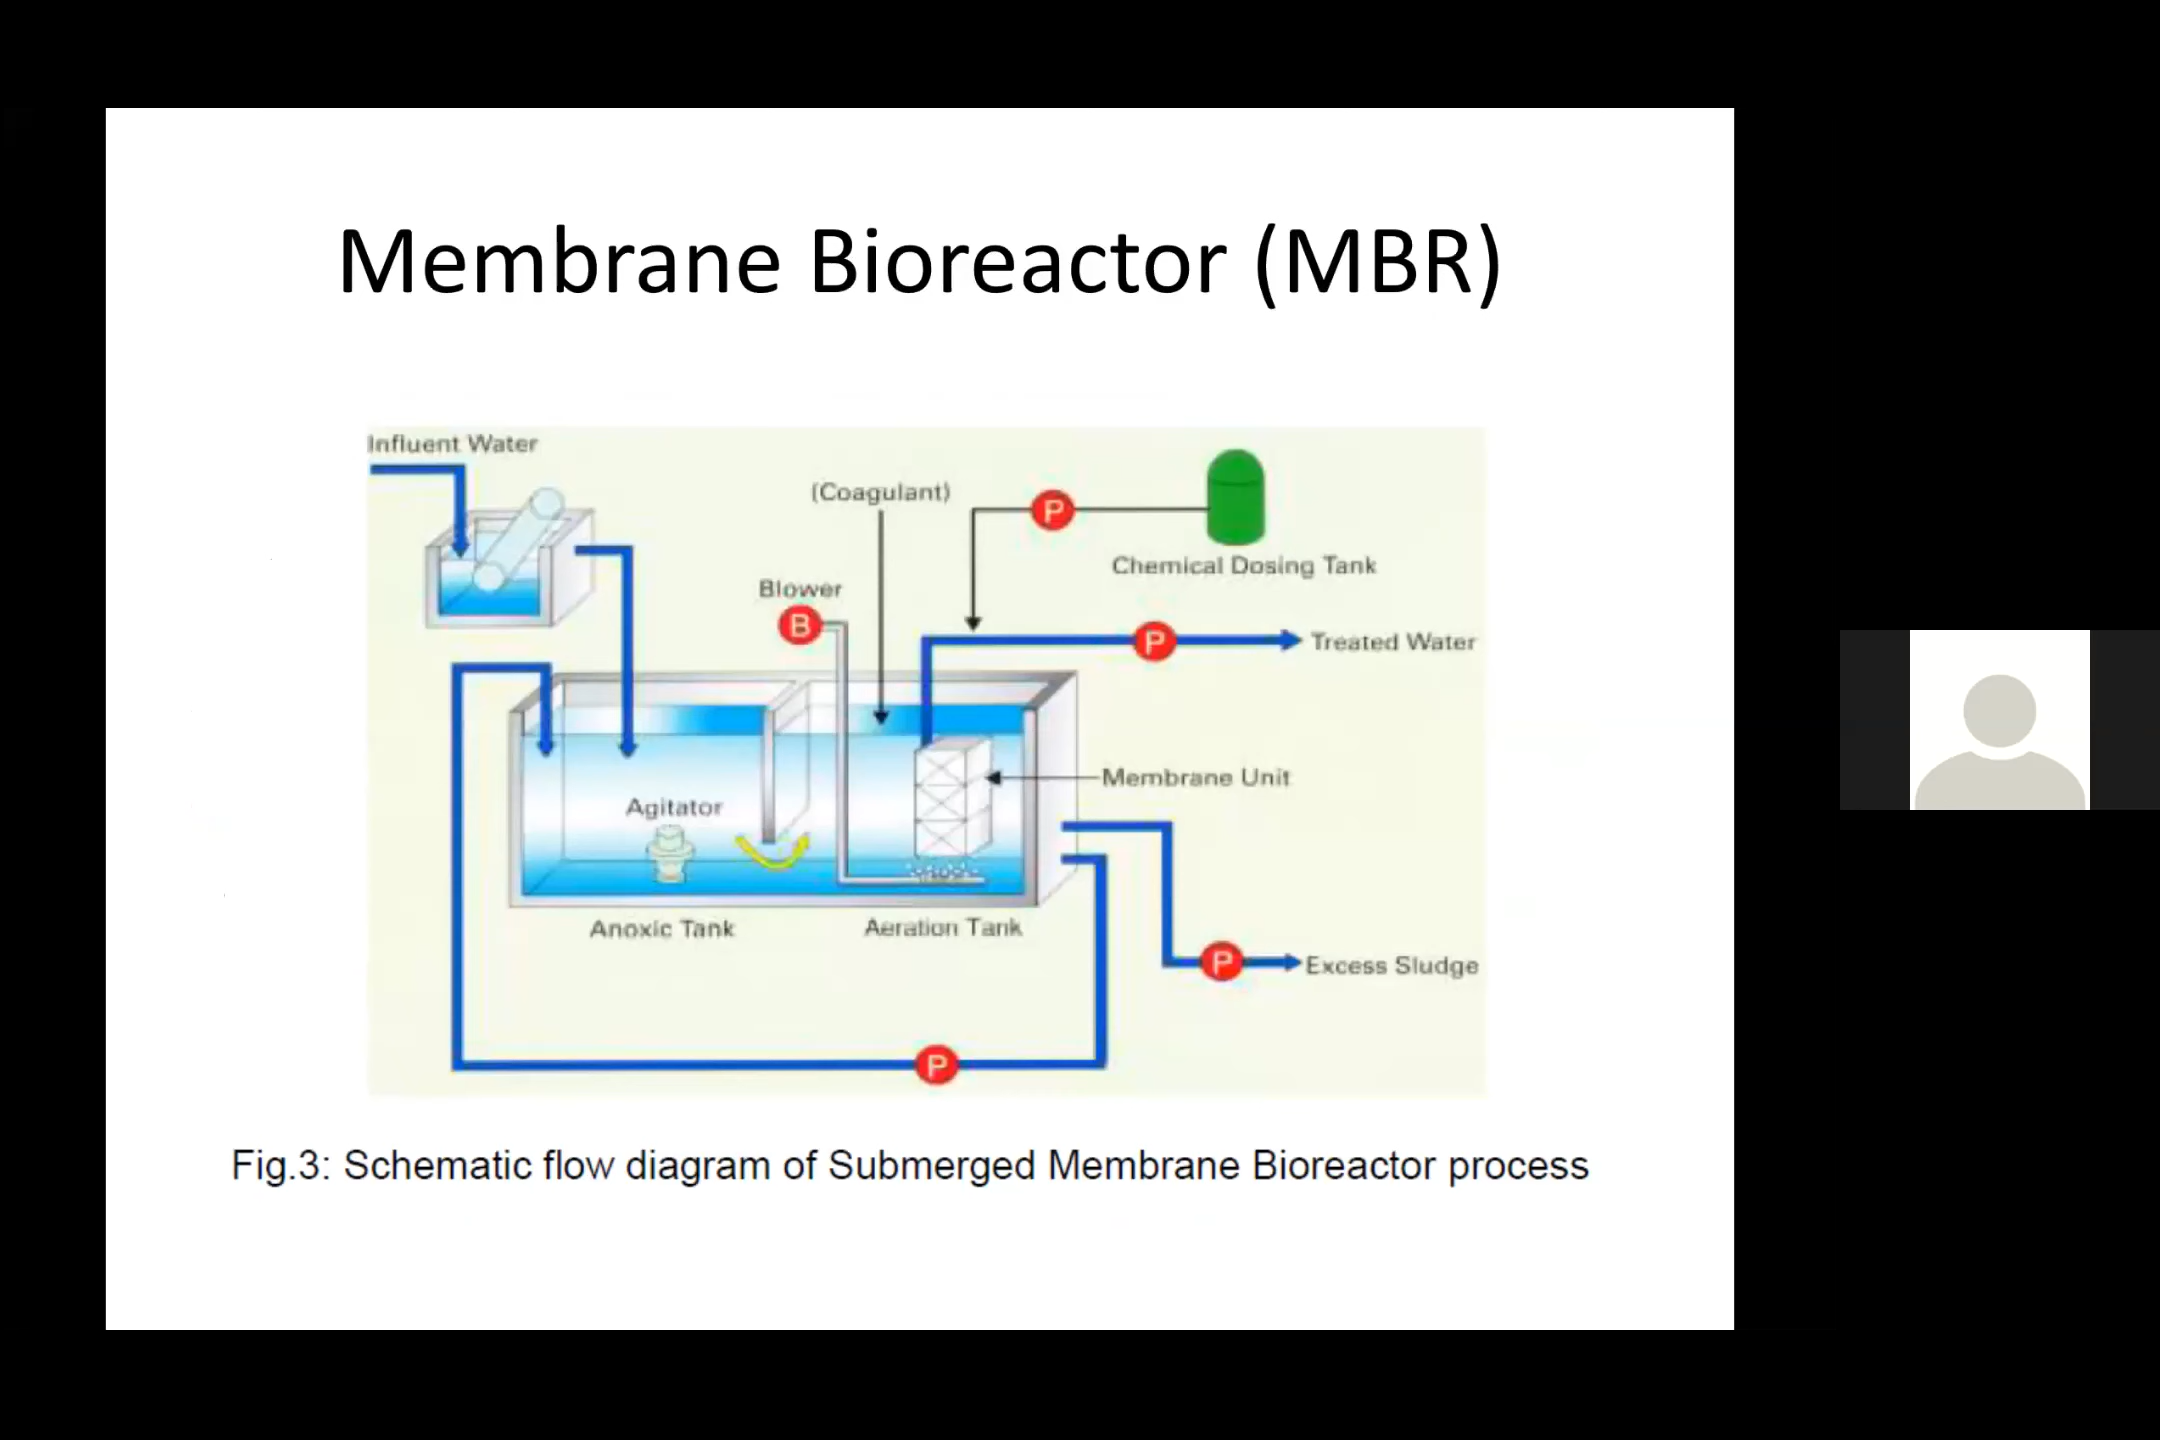 Membrane Bioreactor (MBR)
Influent Water
(Coagulant)
P
Chemical Dosing Tank
Blower
B
P
Treated Water
Membrane Unit
Agitator
Anoxic Tank
Aeration Tank
P
Excess Sludge
P
Fig.3: Schematic flow diagram of Submerged Membrane Bioreactor process